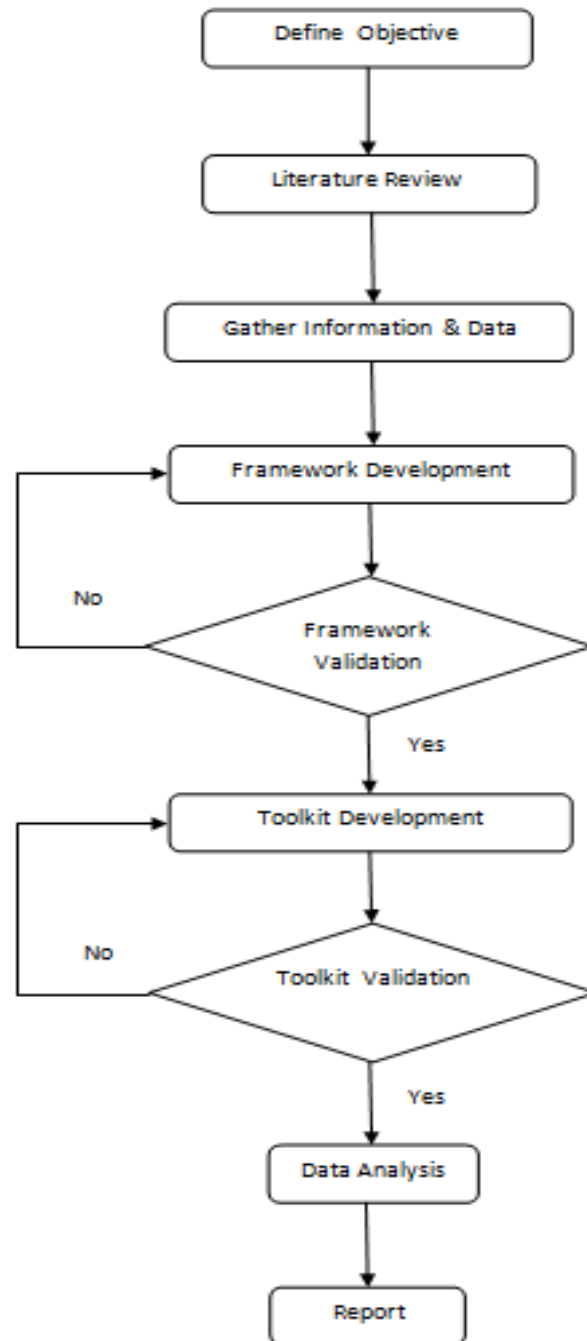 Define Objective
Literature Review
Gather Information & Data
Framework Development
No
Framework
Validation
Yes
Toolkit Development
No
Toolkit Validation
Yes
Data Analysis
Report